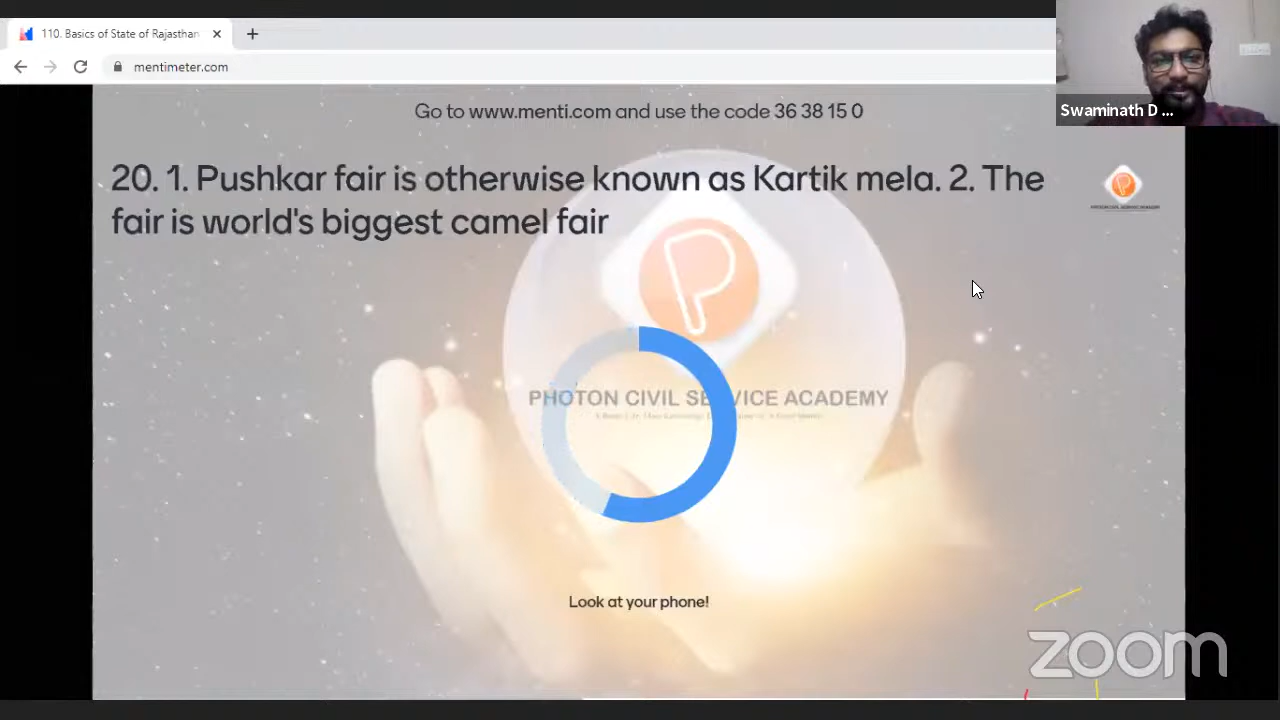 110. Basics of State of Rajasthan
mentimeter.com
Swaminath D ...
Go to www.menti.com and use the code 36 38 15 0
20. 1. Pushkar fair is otherwise known as Kartik mela. 2. The
fair is world's biggest camel fair
PHOTON CIVIL SERVICE ACADEMY
Look at your phone!
zoom